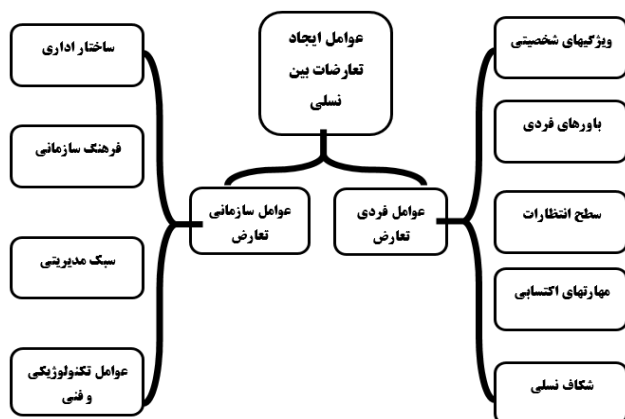 عوامل ایجاد
تعارضات بین
نسلی
عوامل فردی
تعارض
عوامل سازمانی
تعارض
ویژگیهای شخصیتی
باورهای فردی
سطح انتظارات
مهارتهای اکتسابی
شکاف نسلی
ساختار اداری
فرهنگ سازمانی
سبک مدیریتی
عوامل تکنولوژیکی
و فنی